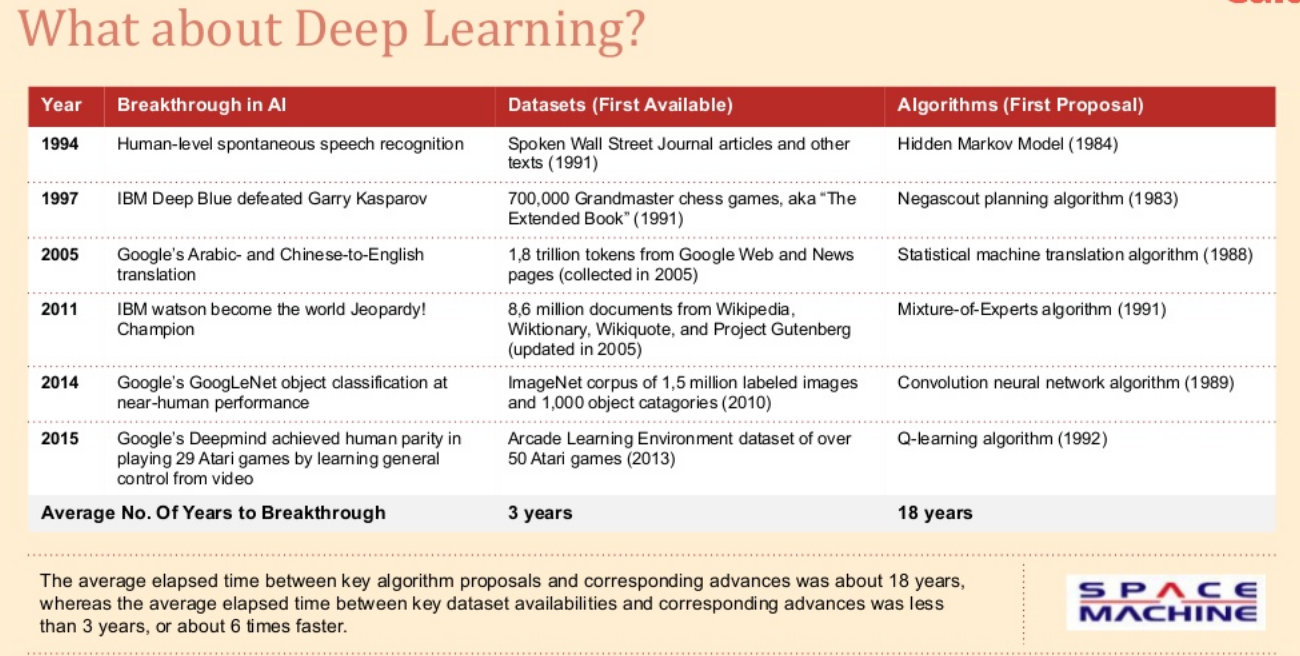 What about Deep Learning?
Year Breakthrough in AI Datasets (First Available) Algorithms (First Proposal)
1994 Human-level spontaneous speech recognition Spoken Wall Street Journal articles and other Hidden Markov Model (1984)
texts (1991)
1997 IBM Deep Blue defeated Garry Kasparov 700,000 Grandmaster chess games, aka “The Negascout planning algorithm (1983)
Extended Book” (1991)
2005 Google’s Arabic- and Chinese-to-English 1,8 trillion tokens from Google Web and News Statistical machine translation algorithm (1988)
translation pages (collected in 2005)
2011 IBM watson become the world Jeopardy! 8,6 million documents from Wikipedia, Mixture-of-Experts algorithm (1991)
Champion Wiktionary, Wikiquote, and Project Gutenberg
(updated in 2005)
2014 Google’s GoogLeNet object classification at ImageNet corpus of 1,5 million labeled images Convolution neural network algorithm (1989)
near-human performance and 1,000 object catagories (2010)
2015 Google’s Deepmind achieved human parity in Arcade Learning Environment dataset of over Q-learning algorithm (1992)
playing 29 Atari games by learning general 50 Atari games (2013)
control from video
Average No. Of Years to Breakthrough 3 years 18 years
The average elapsed time between key algorithm proposals and corresponding advances was about 18 years,
whereas the average elapsed time between key dataset availabilities and corresponding advances was less
than 3 years, or about 6 times faster.
SPACE
MACHINE